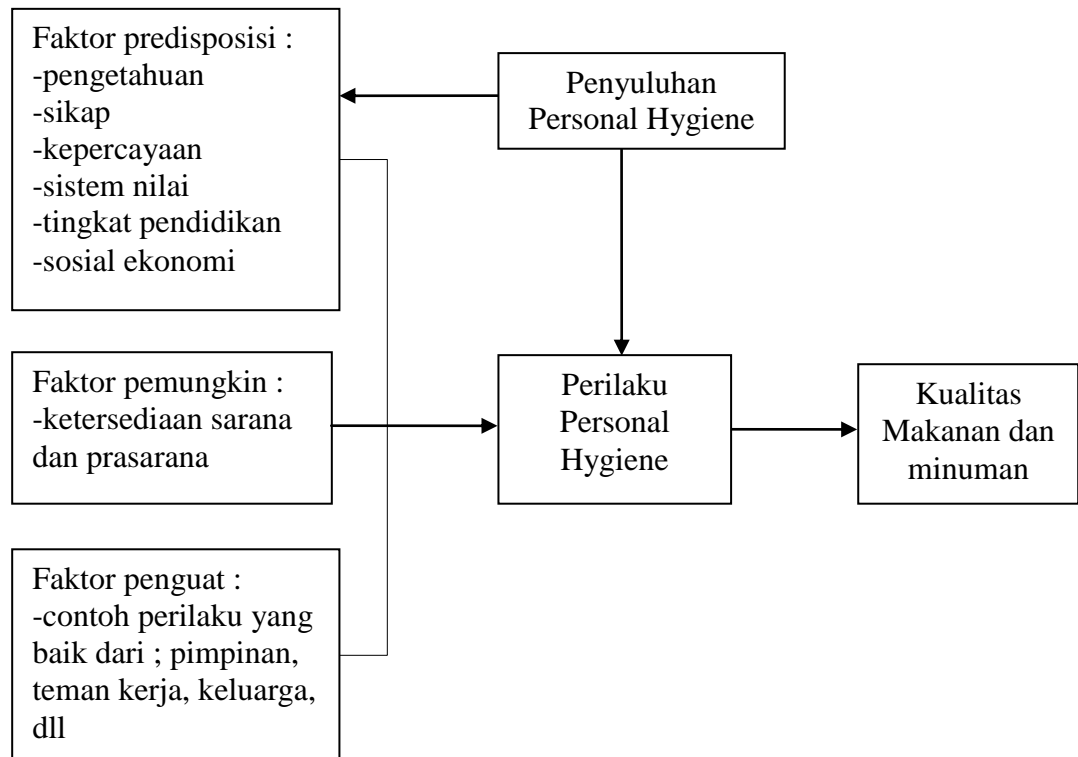 Faktor predisposisi :
-pengetahuan
-sikap
-kepercayaan
-sistem nilai
-tingkat pendidikan
-sosial ekonomi
Penyuluhan
Personal Hygiene
Faktor pemungkin :
-ketersediaan sarana
dan prasarana
Perilaku
Personal
Hygiene
Kualitas
Makanan dan
minuman
Faktor penguat :
-contoh perilaku yang
baik dari ; pimpinan,
teman kerja, keluarga,
dll